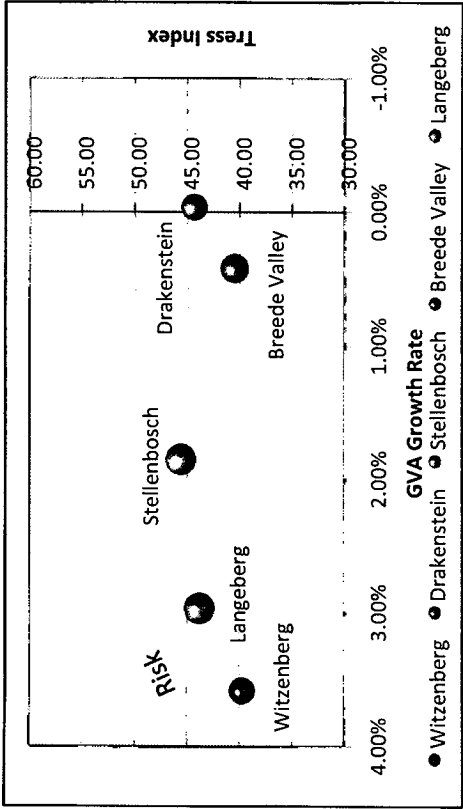 Tress Index
60.00
55.00
50.00
45.00
40.00
35.00
30.00
Drakenstein
Breede Valley
Stellenbosch
Langeberg
Witzenberg
Risk
4.00%
3.00%
2.00%
1.00%
0.00%
-1.00%
GVA Growth Rate
Witzenberg Drakenstein Stellenbosch Breede Valley Langeberg